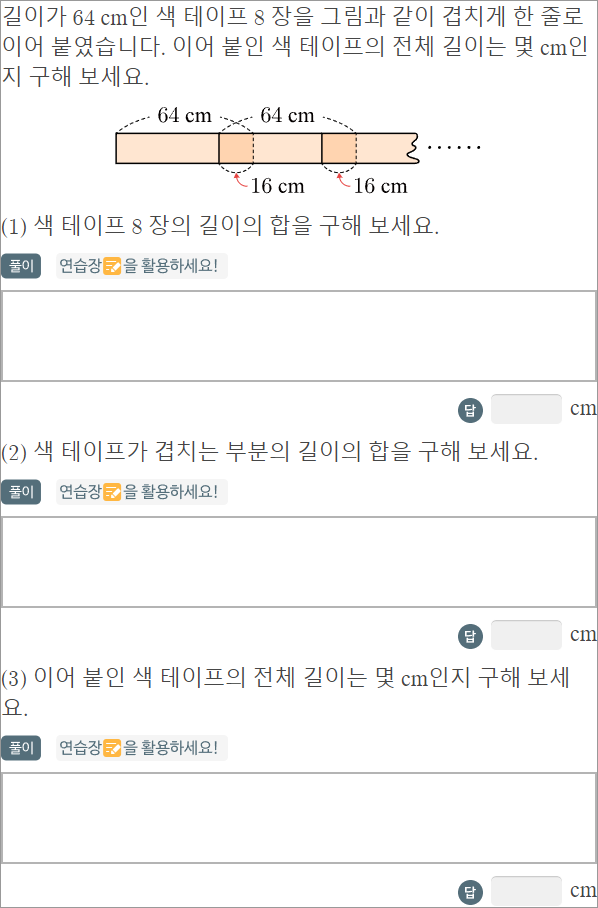 길이가 64 cm인 색 테이프 8 장을 그림과 같이 겹치게 한 줄로
이어 붙였습니다. 이어 붙인 색 테이프의 전체 길이는 몇 cm인
지 구해 보세요.
64 cm 64 cm
······
16 cm 16 cm
(1) 색 테이프 8 장의 길이의 합을 구해 보세요.
풀이 연습장을 활용하세요!
답 cm
(2) 색 테이프가 겹치는 부분의 길이의 합을 구해 보세요.
풀이 연습장을 활용하세요!
답 cm
(3) 이어 붙인 색 테이프의 전체 길이는 몇 cm인지 구해 보세
요.
풀이 연습장을 활용하세요!
답 cm